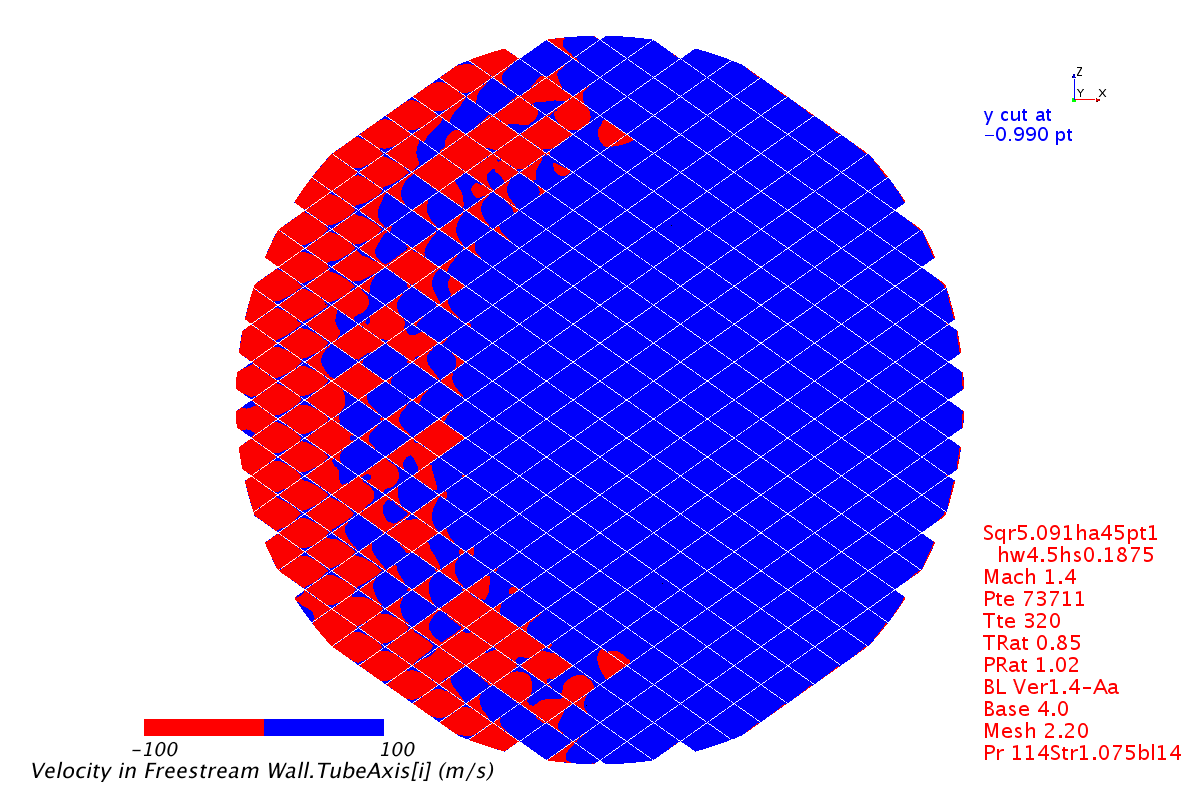 Z
Y X
y cut at
−0.990 pt
Sqr5.091ha45pt1
hw4.5hs0.1875
Mach 1.4
Pte 73711
Tte 320
TRat 0.85
PRat 1.02
BL Ver1.4−Aa
Base 4.0
Mesh 2.20
Pr 114Str1.075bl14
−100 100
Velocity in Freestream Wall.TubeAxis[i] (m/s)